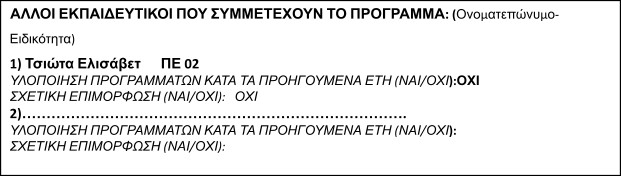 ΑΛΛΟΙ ΕΚΠΑΙΔΕΥΤΙΚΟΙ ΠΟΥ ΣΥΜΜΕΤΕΧΟΥΝ ΤΟ ΠΡΟΓΡΑΜΜΑ: (Ονοματεπώνυμο-
Ειδικότητα)
1) Τσιώτα Ελισάβετ ΠΕ 02
ΥΛΟΠΟΙΗΣΗ ΠΡΟΓΡΑΜΜΑΤΩΝ ΚΑΤΑ ΤΑ ΠΡΟΗΓΟΥΜΕΝΑ ΕΤΗ (ΝΑΙ/ΟΧΙ):ΟΧΙ
ΣΧΕΤΙΚΗ ΕΠΙΜΟΡΦΩΣΗ (ΝΑΙ/ΟΧΙ): ΟΧΙ
2)…………………………………………………………………….
ΥΛΟΠΟΙΗΣΗ ΠΡΟΓΡΑΜΜΑΤΩΝ ΚΑΤΑ ΤΑ ΠΡΟΗΓΟΥΜΕΝΑ ΕΤΗ (ΝΑΙ/ΟΧΙ):
ΣΧΕΤΙΚΗ ΕΠΙΜΟΡΦΩΣΗ (ΝΑΙ/ΟΧΙ):